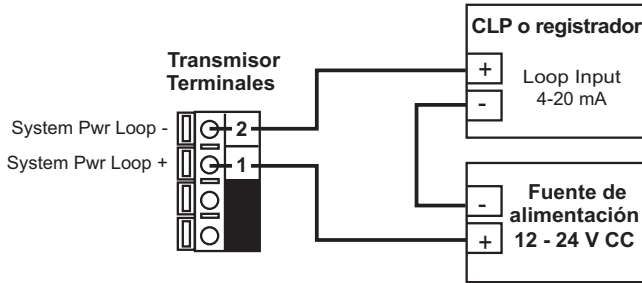 CLP o registrador
+
Loop Input
4-20 mA
-
Transmisor
Terminales
System Pwr Loop -
2
System Pwr Loop +
1
-
Fuente de
alimentación
12 - 24 V CC
+